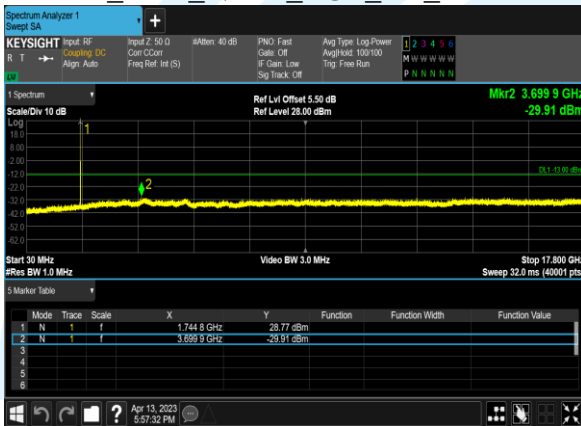 Spectrum Analyzer 1
Swept SA
KEYSIGHT Input: RF Input Z: 50 Ω #Atten: 40 dB PNO: Fast Avg Type: Log-Power 1 2 3 4 5 6
R T Coupling: DC Corr CCorr Gate: Off Avg|Hold: 100/100 M W W W W W
Align: Auto Freq Ref: Int (S) IF Gain: Low Trig: Free Run
LV Sig Track: Off P N N N N N
1 Spectrum Ref Lvl Offset 5.50 dB Mkr2 3.699 9 GHz
Scale/Div 10 dB Ref Level 28.00 dBm -29.91 dBm
Log
18.0
8.00
-2.00
DL1 -13.00 dBm
-12.0
-22.0
-32.0
-42.0
-52.0
-62.0
1
2
Start 30 MHz Video BW 3.0 MHz Stop 17.800 GHz
#Res BW 1.0 MHz Sweep 32.0 ms (40001 pts)
5 Marker Table
Mode Trace Scale X Y Function Function Width Function Value
1 N 1 f 1.744 8 GHz 28.77 dBm
2 N 1 f 3.699 9 GHz -29.91 dBm
3
4
5
6
? Apr 13, 2023
5:57:32 PM